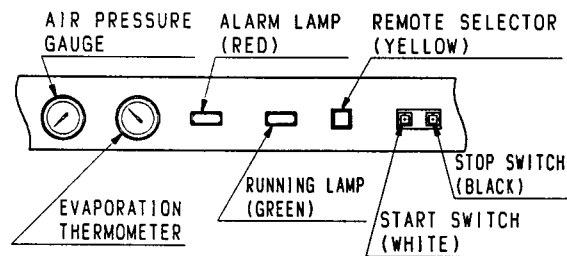 AIR PRESSURE
GAUGE
ALARM LAMP
(RED)
REMOTE SELECTOR
(YELLOW)
EVAPORATION
THERMOMETER
RUNNING LAMP
(GREEN)
START SWITCH
(WHITE)
STOP SWITCH
(BLACK)